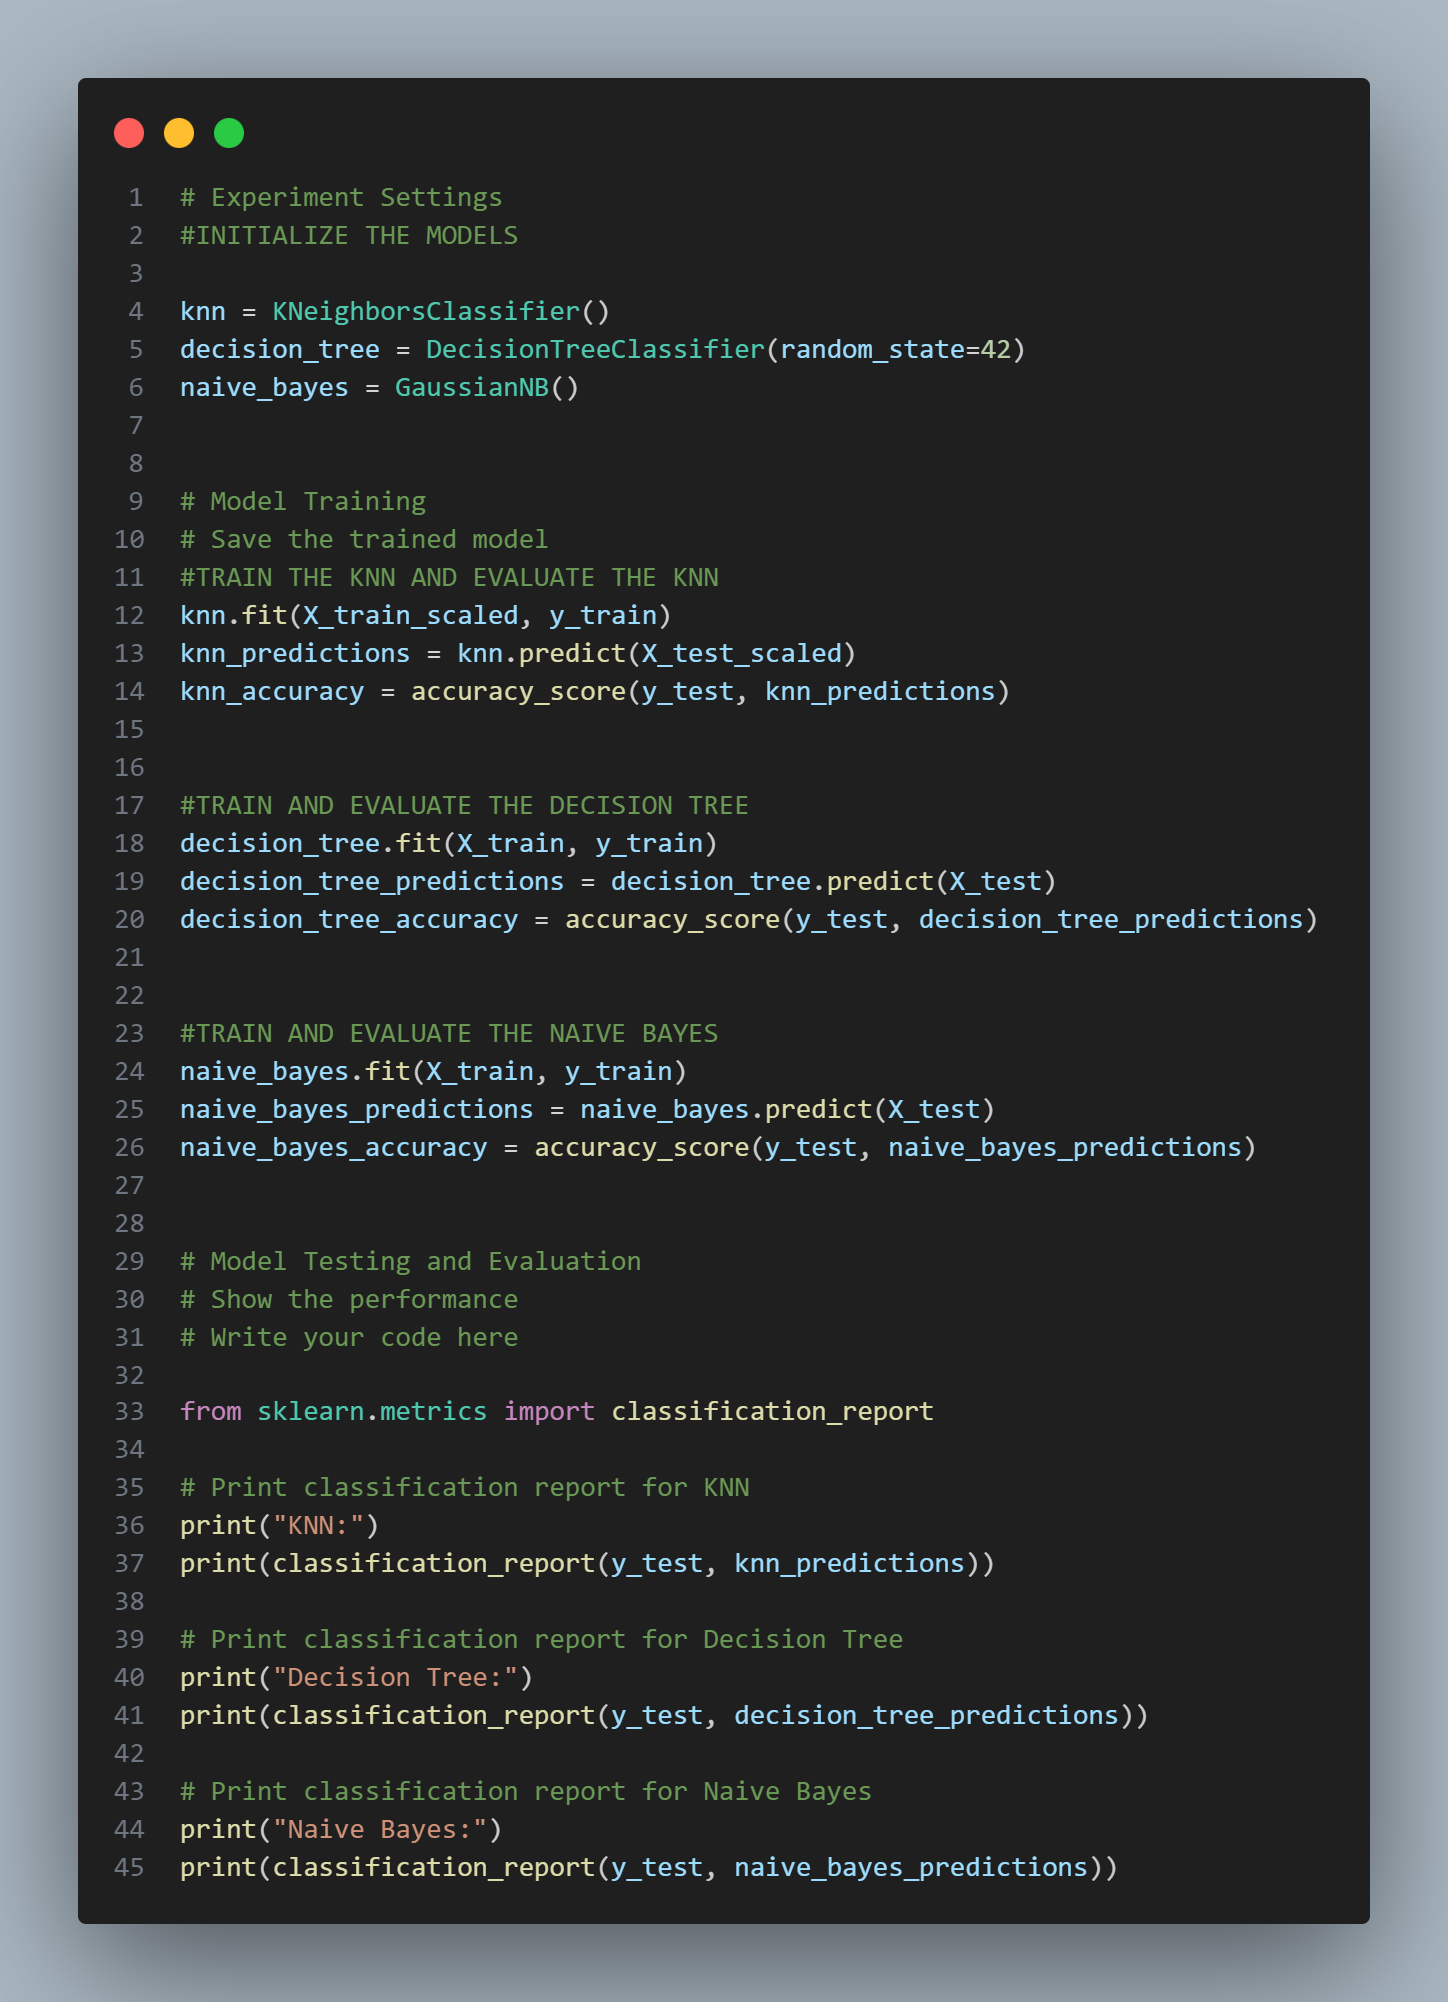 1 # Experiment Settings
2 #INITIALIZE THE MODELS
3
4 knn = KNeighborsClassifier()
5 decision_tree = DecisionTreeClassifier(random_state=42)
6 naive_bayes = GaussianNB()
7
8
9 # Model Training
10 # Save the trained model
11 #TRAIN THE KNN AND EVALUATE THE KNN
12 knn.fit(X_train_scaled, y_train)
13 knn_predictions = knn.predict(X_test_scaled)
14 knn_accuracy = accuracy_score(y_test, knn_predictions)
15
16
17 #TRAIN AND EVALUATE THE DECISION TREE
18 decision_tree.fit(X_train, y_train)
19 decision_tree_predictions = decision_tree.predict(X_test)
20 decision_tree_accuracy = accuracy_score(y_test, decision_tree_predictions)
21
22
23 #TRAIN AND EVALUATE THE NAIVE BAYES
24 naive_bayes.fit(X_train, y_train)
25 naive_bayes_predictions = naive_bayes.predict(X_test)
26 naive_bayes_accuracy = accuracy_score(y_test, naive_bayes_predictions)
27
28
29 # Model Testing and Evaluation
30 # Show the performance
31 # Write your code here
32
33 from sklearn.metrics import classification_report
34
35 # Print classification report for KNN
36 print("KNN:")
37 print(classification_report(y_test, knn_predictions))
38
39 # Print classification report for Decision Tree
40 print("Decision Tree:")
41 print(classification_report(y_test, decision_tree_predictions))
42
43 # Print classification report for Naive Bayes
44 print("Naive Bayes:")
45 print(classification_report(y_test, naive_bayes_predictions))